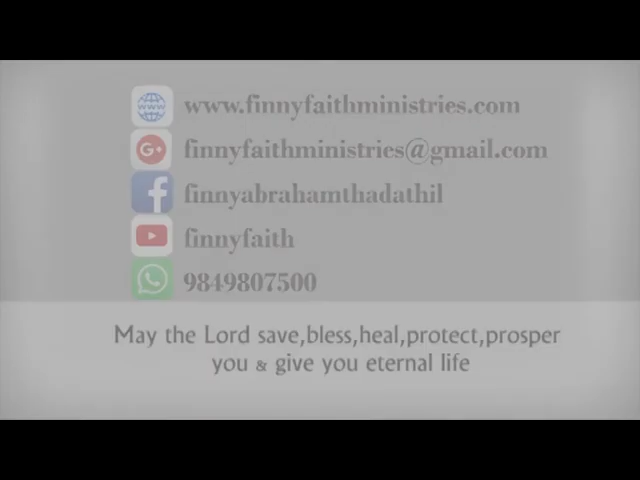 www.finnyfaithministries.com
finnyfaithministries@gmail.com
finnyabrahamthadathil
finnyfaith
9849807500
May the Lord save,bless,heal,protect,prosper
you & give you eternal life